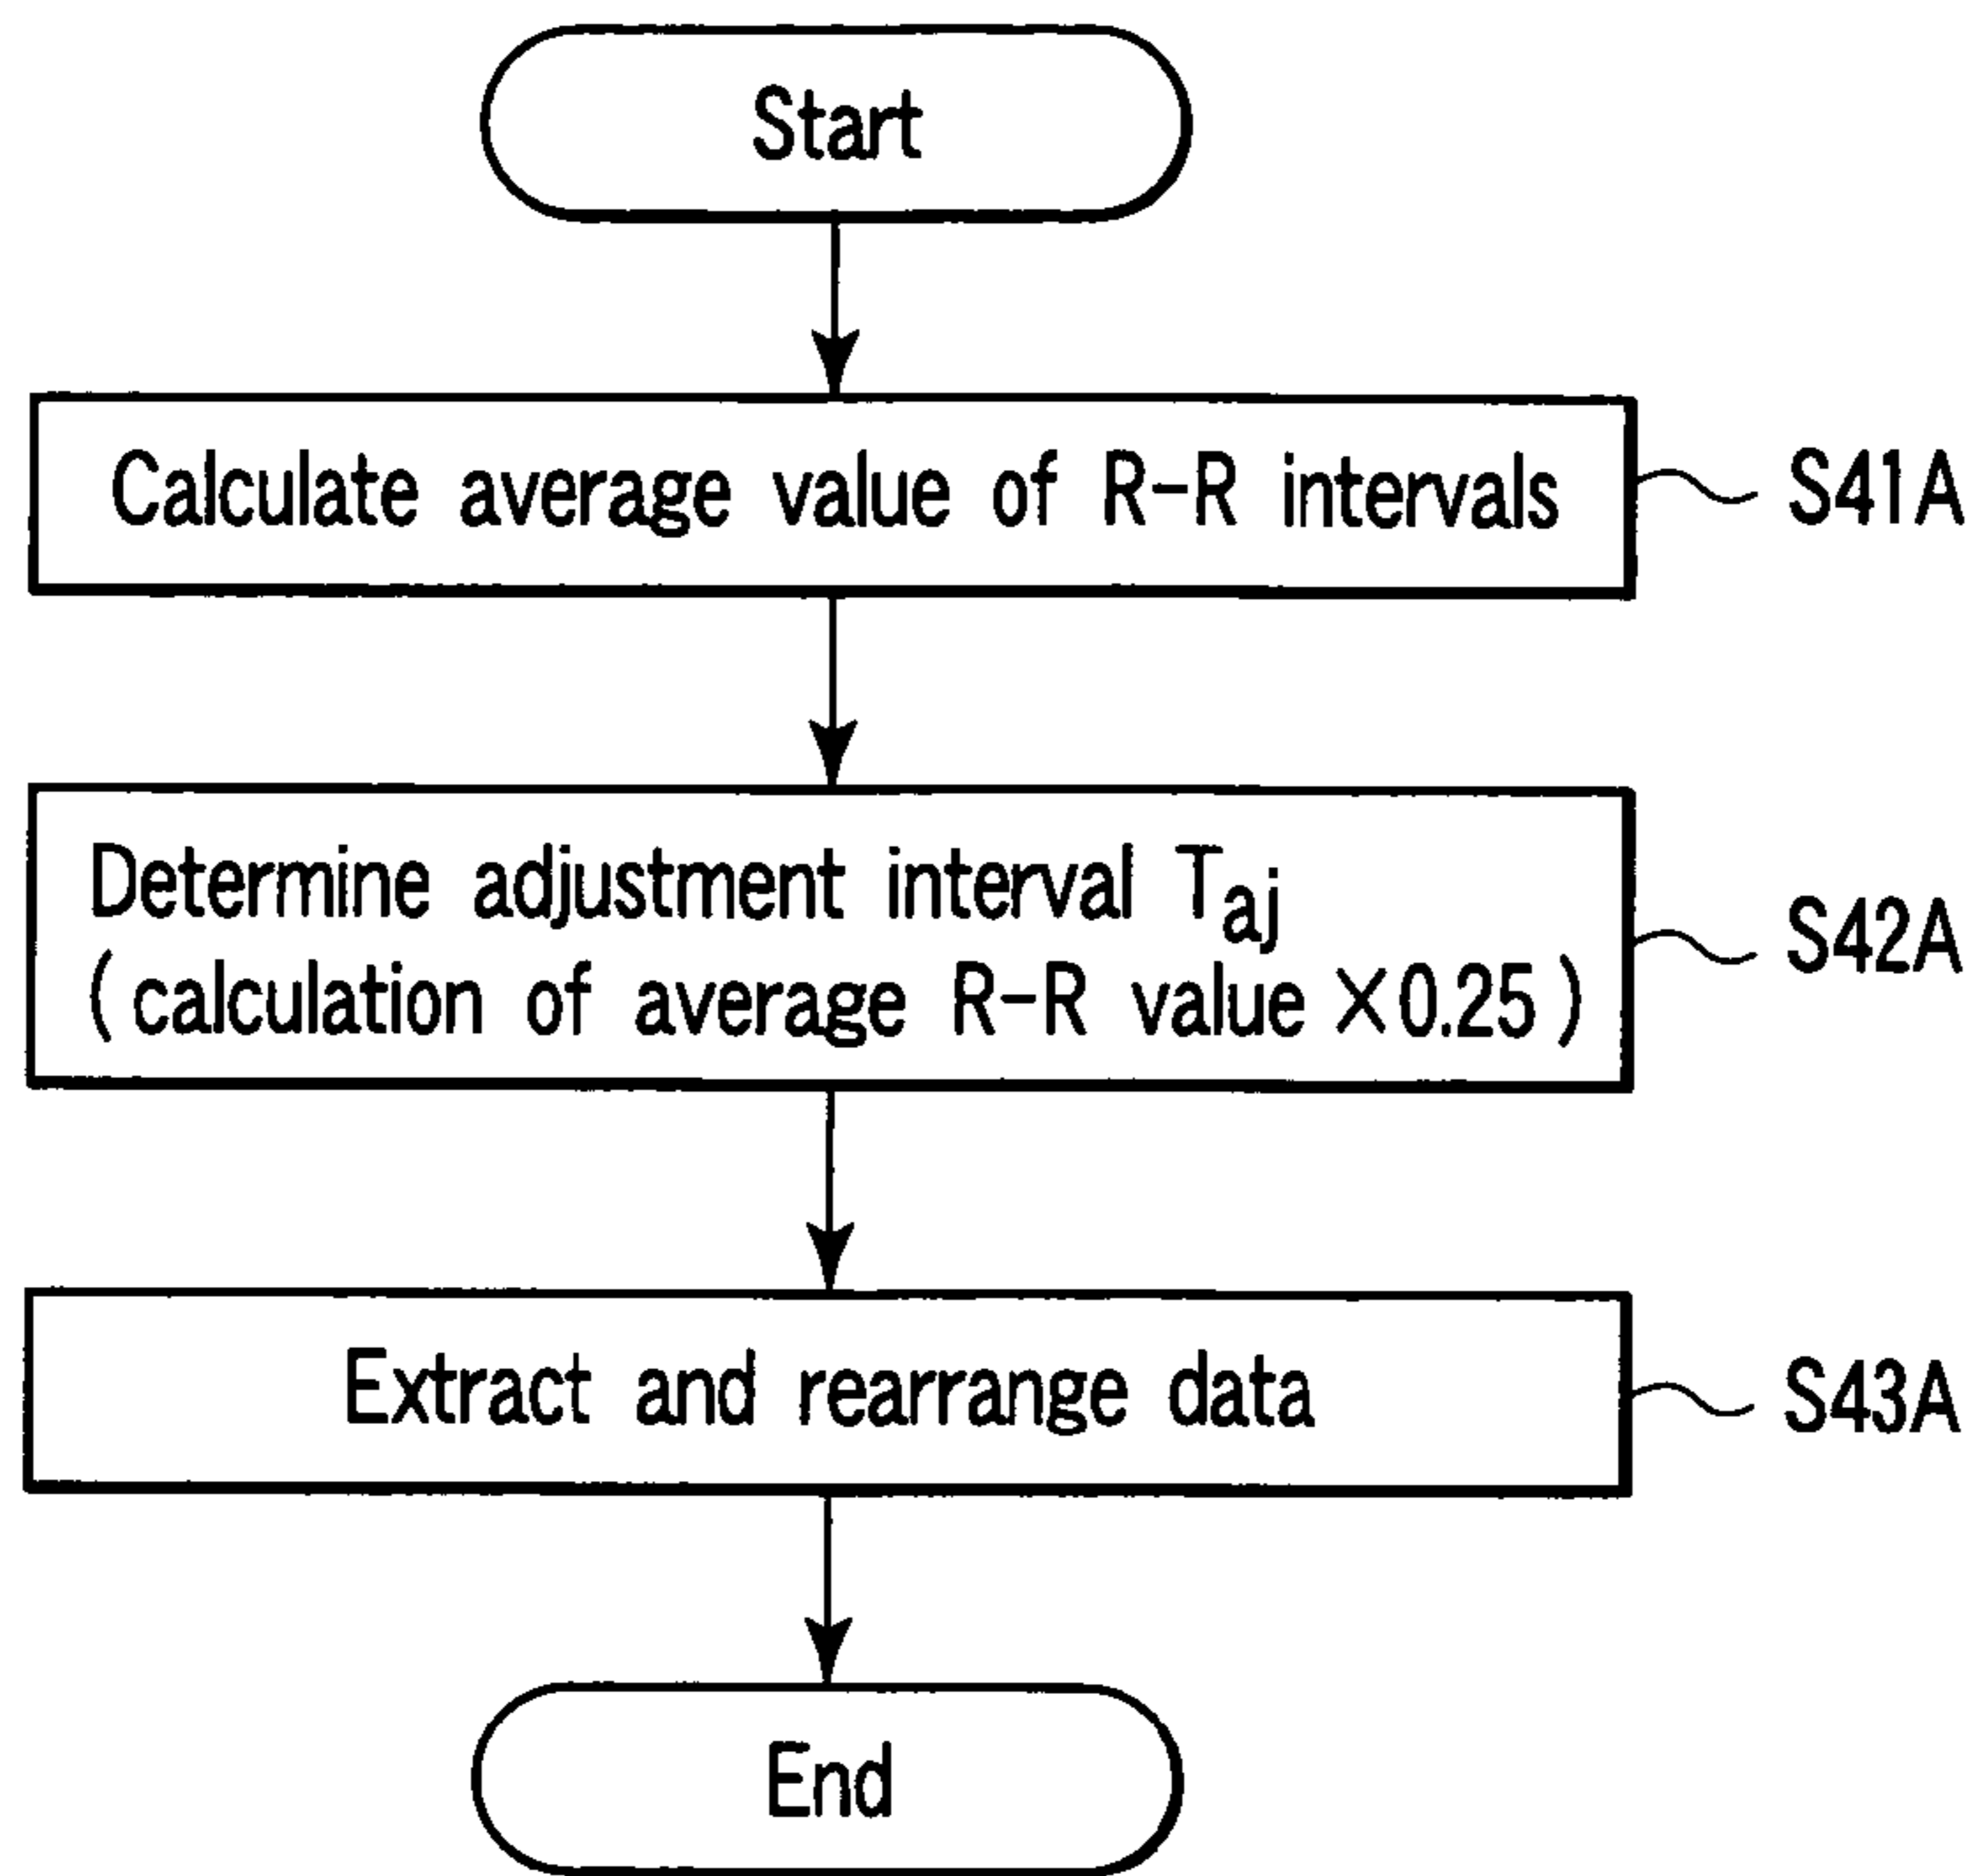 Start
Calculate average value of R-R intervals
S41A
Determine adjustment interval Taj
(calculation of average R-R value ×0.25)
S42A
Extract and rearrange data
S43A
End